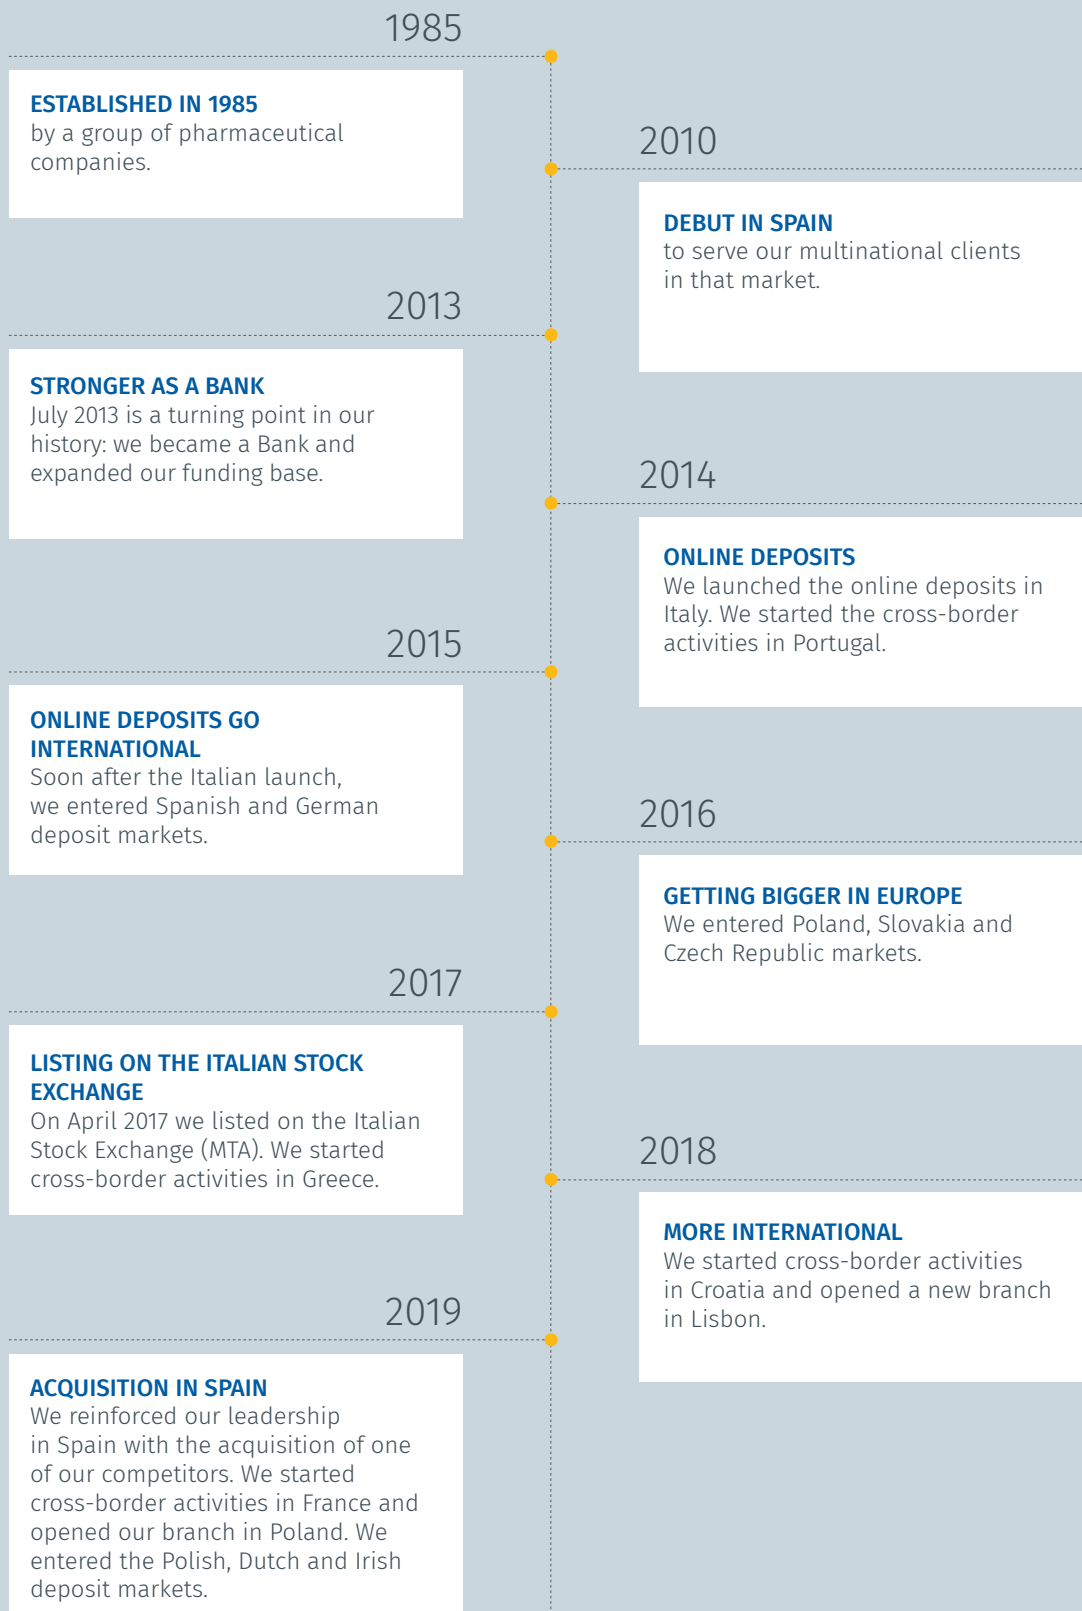 1985
ESTABLISHED IN 1985
by a group of pharmaceutical
companies.
2010
DEBUT IN SPAIN
to serve our multinational clients
in that market.
2013
STRONGER AS A BANK
July 2013 is a turning point in our
history: we became a Bank and
expanded our funding base.
2014
ONLINE DEPOSITS
We launched the online deposits in
Italy. We started the cross-border
activities in Portugal.
2015
ONLINE DEPOSITS GO
INTERNATIONAL
Soon after the Italian launch,
we entered Spanish and German
deposit markets.
2016
GETTING BIGGER IN EUROPE
We entered Poland, Slovakia and
Czech Republic markets.
2017
LISTING ON THE ITALIAN STOCK
EXCHANGE
On April 2017 we listed on the Italian
Stock Exchange (MTA). We started
cross-border activities in Greece.
2018
MORE INTERNATIONAL
We started cross-border activities
in Croatia and opened a new branch
in Lisbon.
2019
ACQUISITION IN SPAIN
We reinforced our leadership
in Spain with the acquisition of one
of our competitors. We started
cross-border activities in France and
opened our branch in Poland. We
entered the Polish, Dutch and Irish
deposit markets.